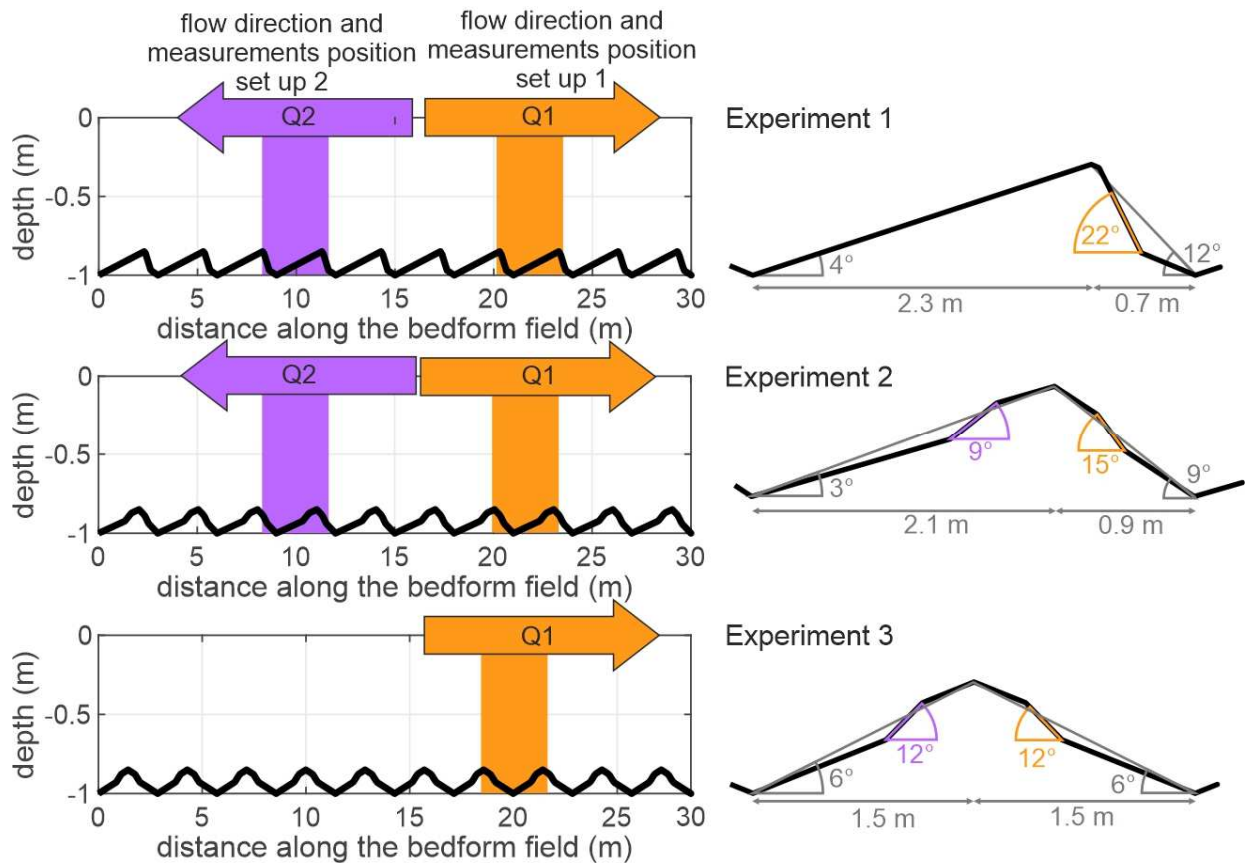 flow direction and
measurements position
set up 2
flow direction and
measurements position
set up 1
Q2
Q1
depth (m)
0
-0.5
-1
0
5
10
15
20
25
30
distance along the bedform field (m)
Experiment 1
4°
22°
12°
2.3 m
0.7 m
Q2
Q1
depth (m)
0
-0.5
-1
0
5
10
15
20
25
30
distance along the bedform field (m)
Experiment 2
3°
9°
15°
9°
2.1 m
0.9 m
Q1
depth (m)
0
-0.5
-1
0
5
10
15
20
25
30
distance along the bedform field (m)
Experiment 3
6°
12°
12°
6°
1.5 m
1.5 m